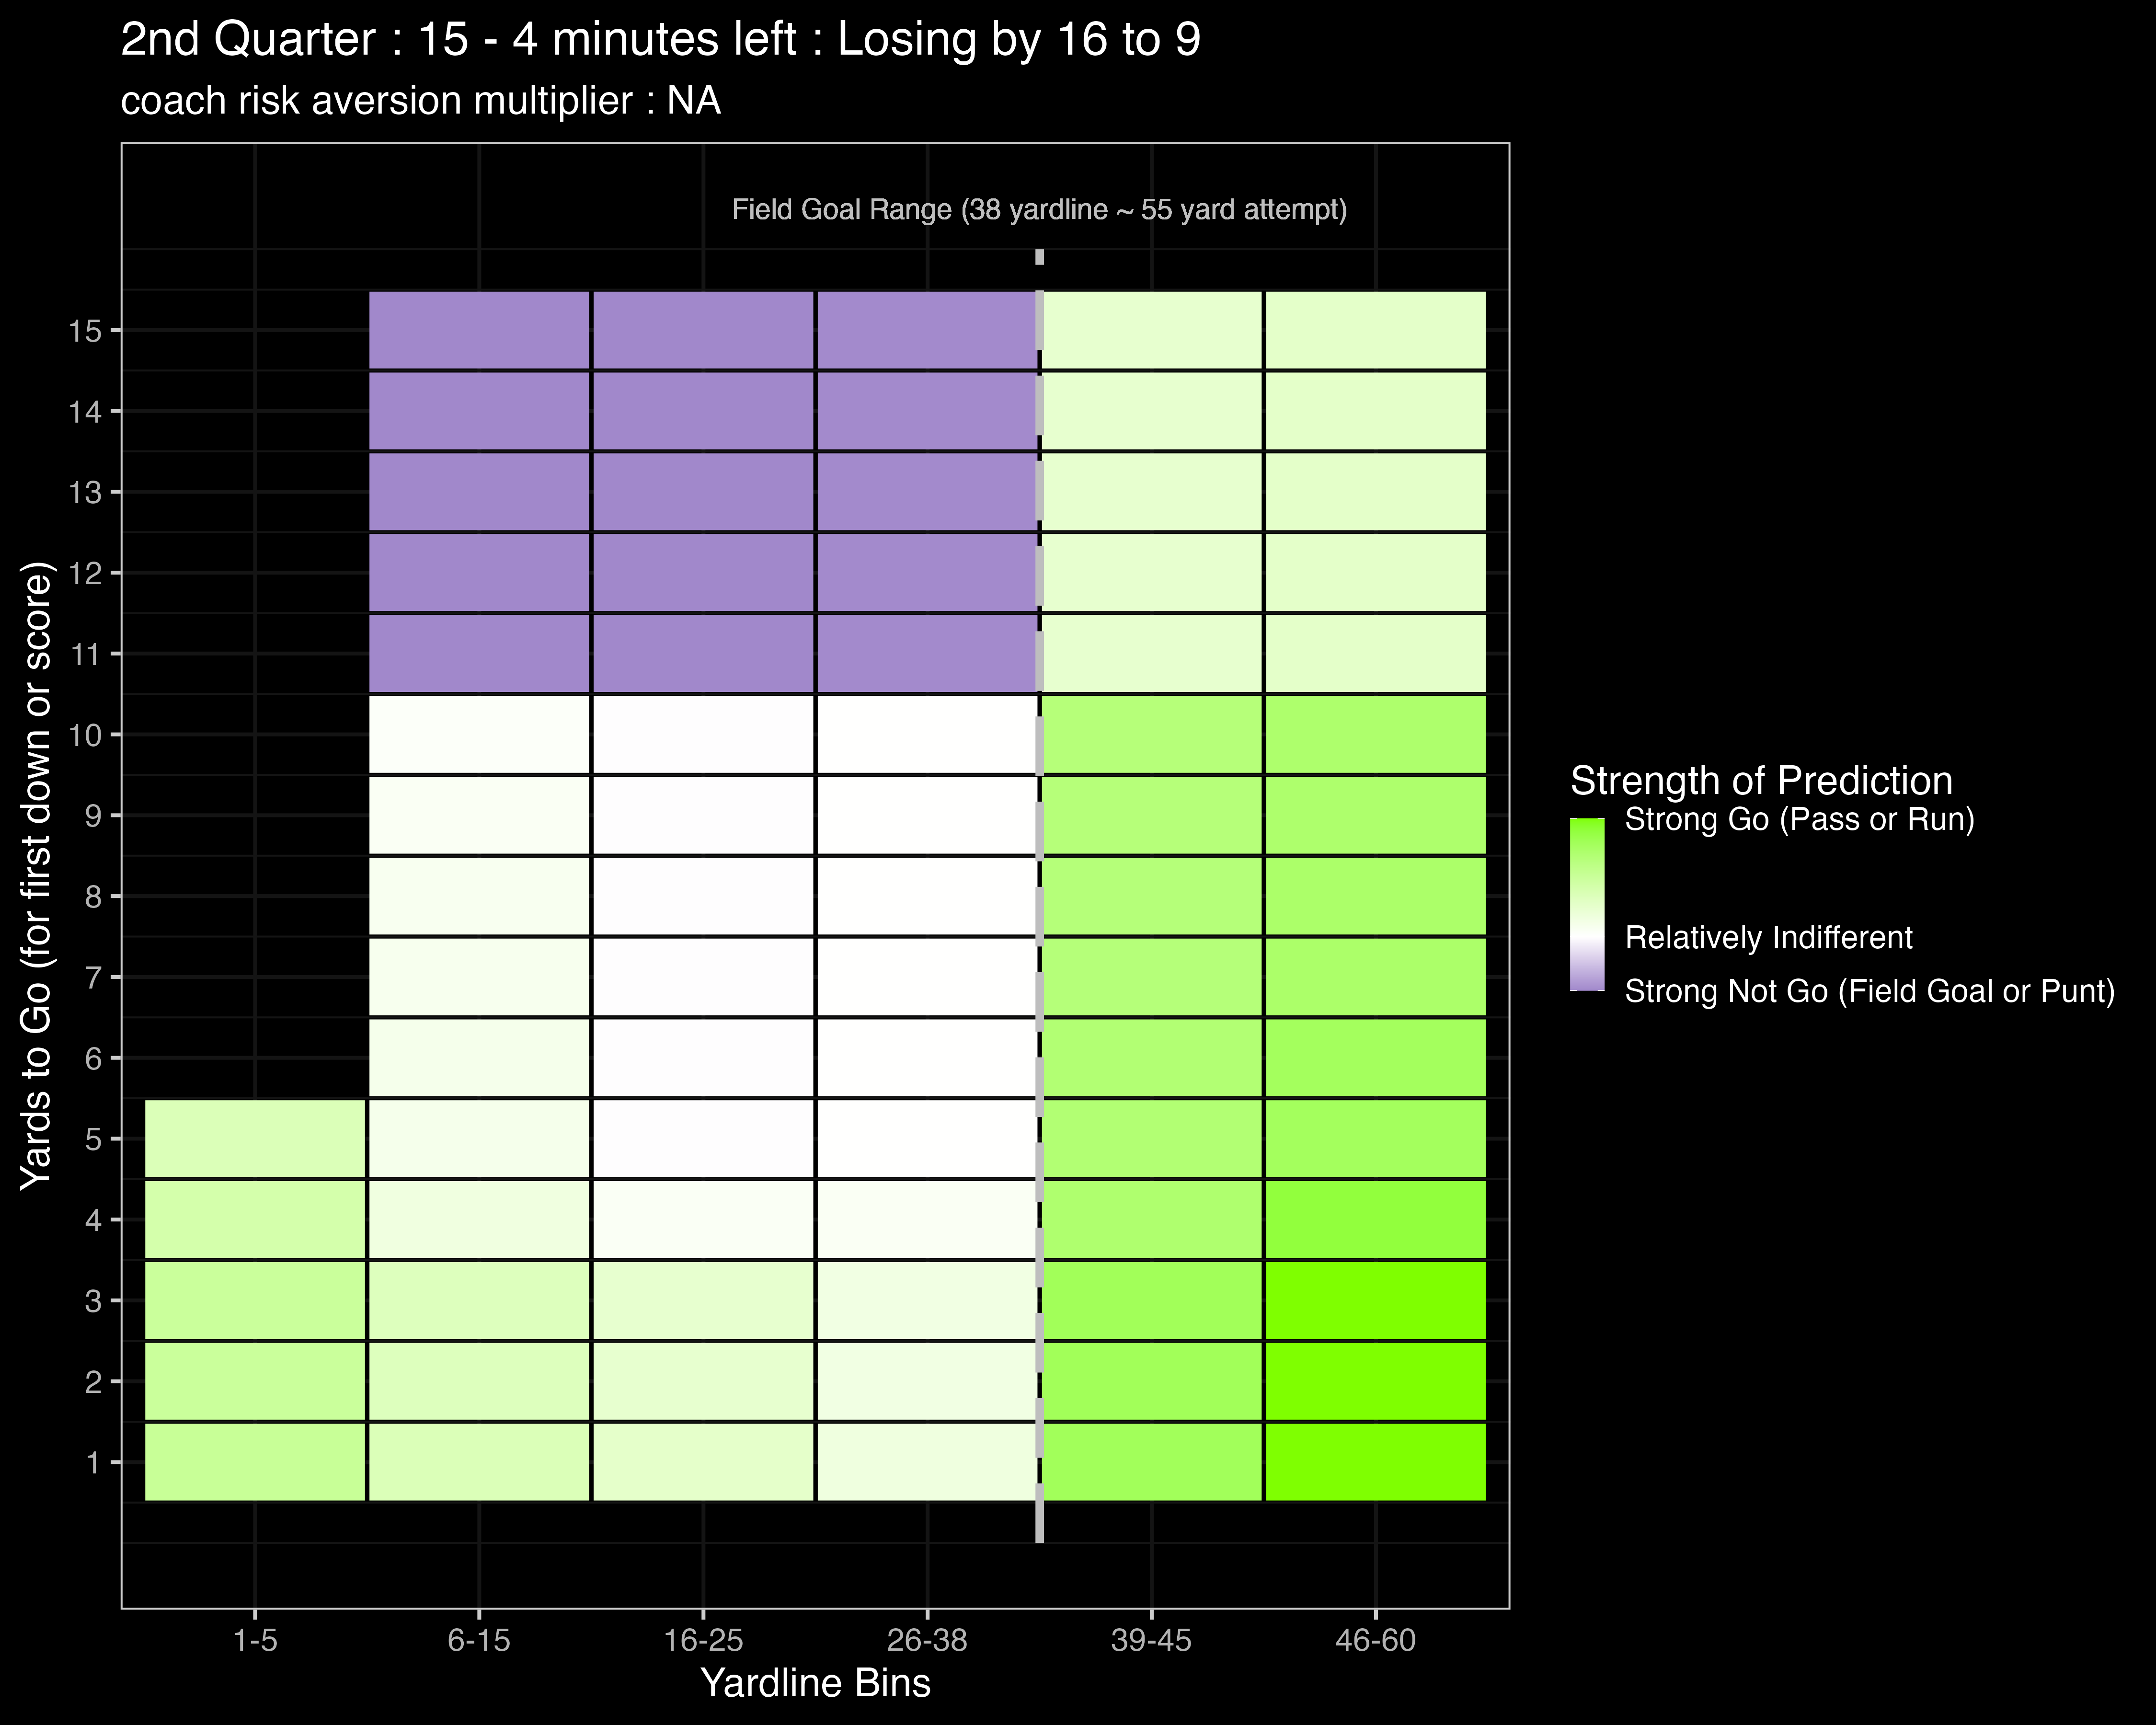 2nd Quarter : 15 - 4 minutes left : Losing by 16 to 9
coach risk aversion multiplier : NA
Field Goal Range (38 yardline ~ 55 yard attempt)
Yards to Go (for first down or score)
15
14
13
12
11
10
9
8
7
6
5
4
3
2
1
1-5
6-15
16-25
26-38
39-45
46-60
Yardline Bins
Strength of Prediction
Strong Go (Pass or Run)
Relatively Indifferent
Strong Not Go (Field Goal or Punt)